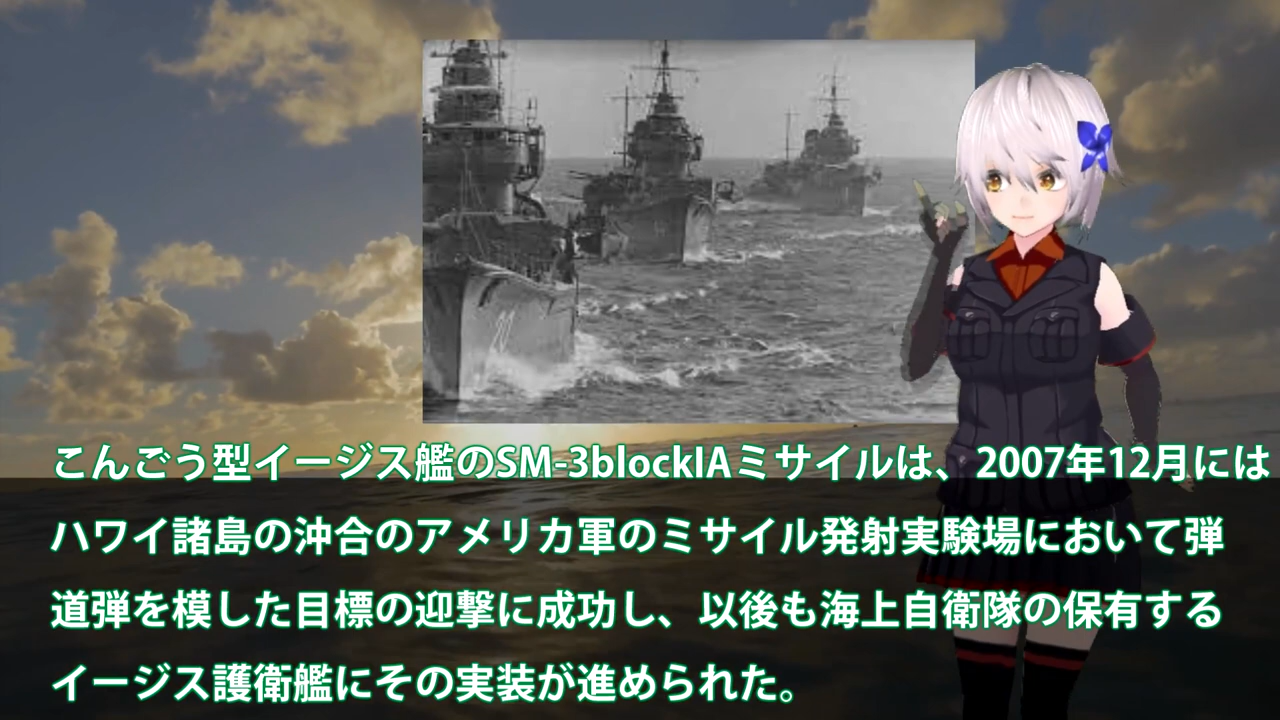 こんごう型イージス艦のSM-3blockIAミサイルは、2007年12月には
ハワイ諸島の沖合のアメリカ軍のミサイル発射実験場において弾
道弾を模した目標の迎撃に成功し、以後も海上自衛隊の保有する
イージス護衛艦にその実装が進められた。